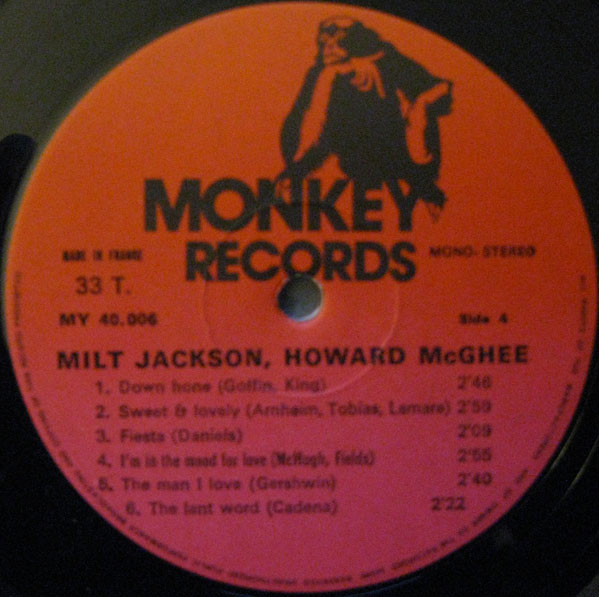 MONKEY
RECORDS
MADE IN FRANCE
MONO-STEREO
33 T.
MY 40.006
Side 4
MILT JACKSON, HOWARD McGHEE
1. Down hone (Goffin, King) 2'46
2. Sweet & lovely (Arnheim, Tobias, Lemare) 2'59
3. Fiesta (Daniels) 2'09
4. I'm in the mood for love (McHugh, Fields) 2'55
5. The man I love (Gershwin) 2'40
6. The last word (Cadena) 2'22